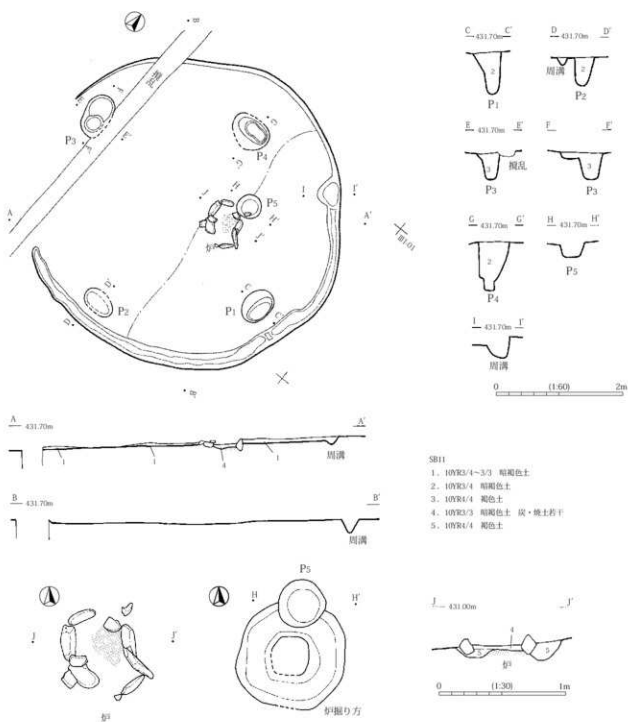 B
撹乱
E
F
P3
E'
F'
G
P4
G'
J
H
P5
I
I'
A
A'
H'
J'
炉
III-01
D'
P2
D
C
P1
C'
B'
C 431.70m C'
2
P1
D 431.70m D'
周溝
2
P2
E 431.70m E'
3
撹乱
P3
F F'
3
P3
G 431.70m G'
2
P4
H 431.70m H'
P5
I 431.70m I'
周溝
0 (1:60) 2m
A 431.70m A'
1 1 4 1
周溝
B 431.70m B'
周溝
SB11
1. 10YR3/4~3/3 暗褐色土
2. 10YR3/4 暗褐色土
3. 10YR4/4 褐色土
4. 10YR3/3 暗褐色土 炭・焼土若干
5. 10YR4/4 褐色土
J J'
炉
P5
H H'
炉掘り方
J 431.00m J'
4
5 5
炉
0 (1:30) 1m